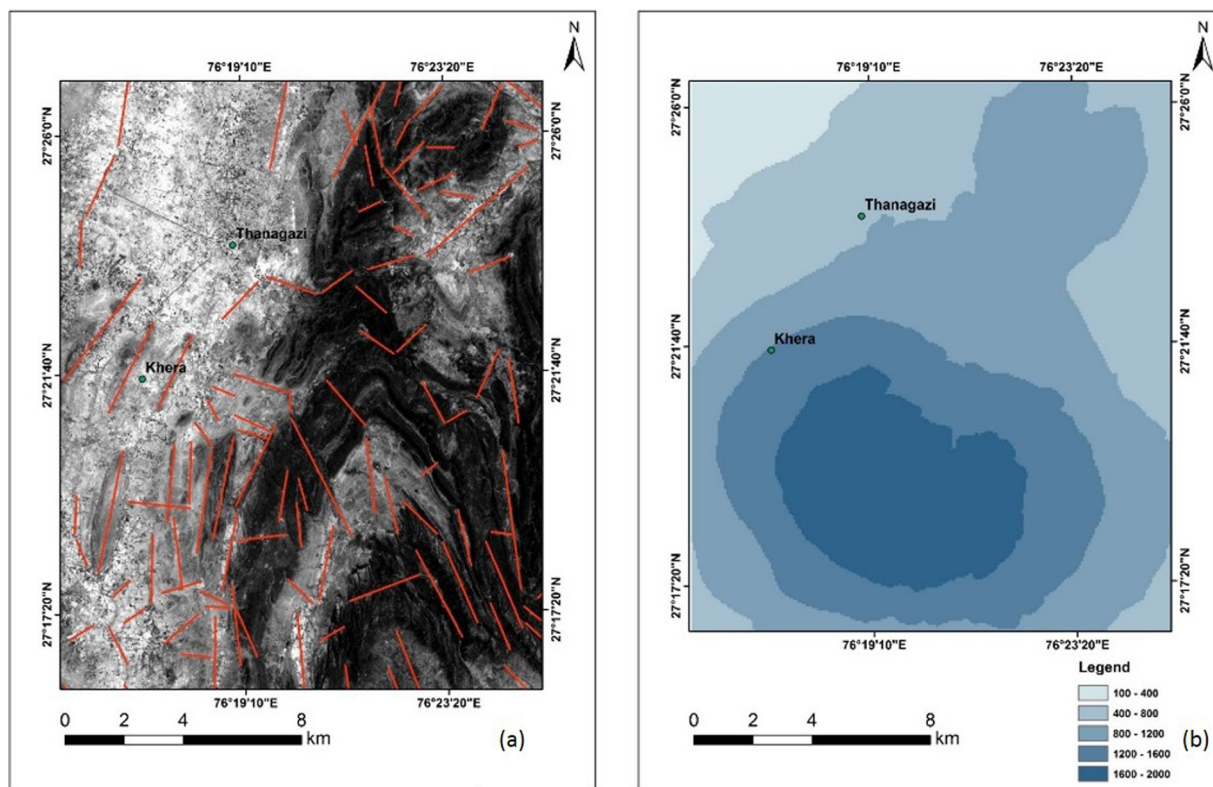 N
76°19'10"E
76°23'20"E
27°26'0"N
27°26'0"N
Thanagazi
27°21'40"N
27°21'40"N
Khera
27°17'20"N
27°17'20"N
76°19'10"E
76°23'20"E
0 2 4 8
km
(a)
N
76°19'10"E
76°23'20"E
27°26'0"N
27°26'0"N
Thanagazi
27°21'40"N
27°21'40"N
Khera
27°17'20"N
27°17'20"N
76°19'10"E
76°23'20"E
Legend
100 - 400
400 - 800
800 - 1200
1200 - 1600
1600 - 2000
0 2 4 8
km
(b)